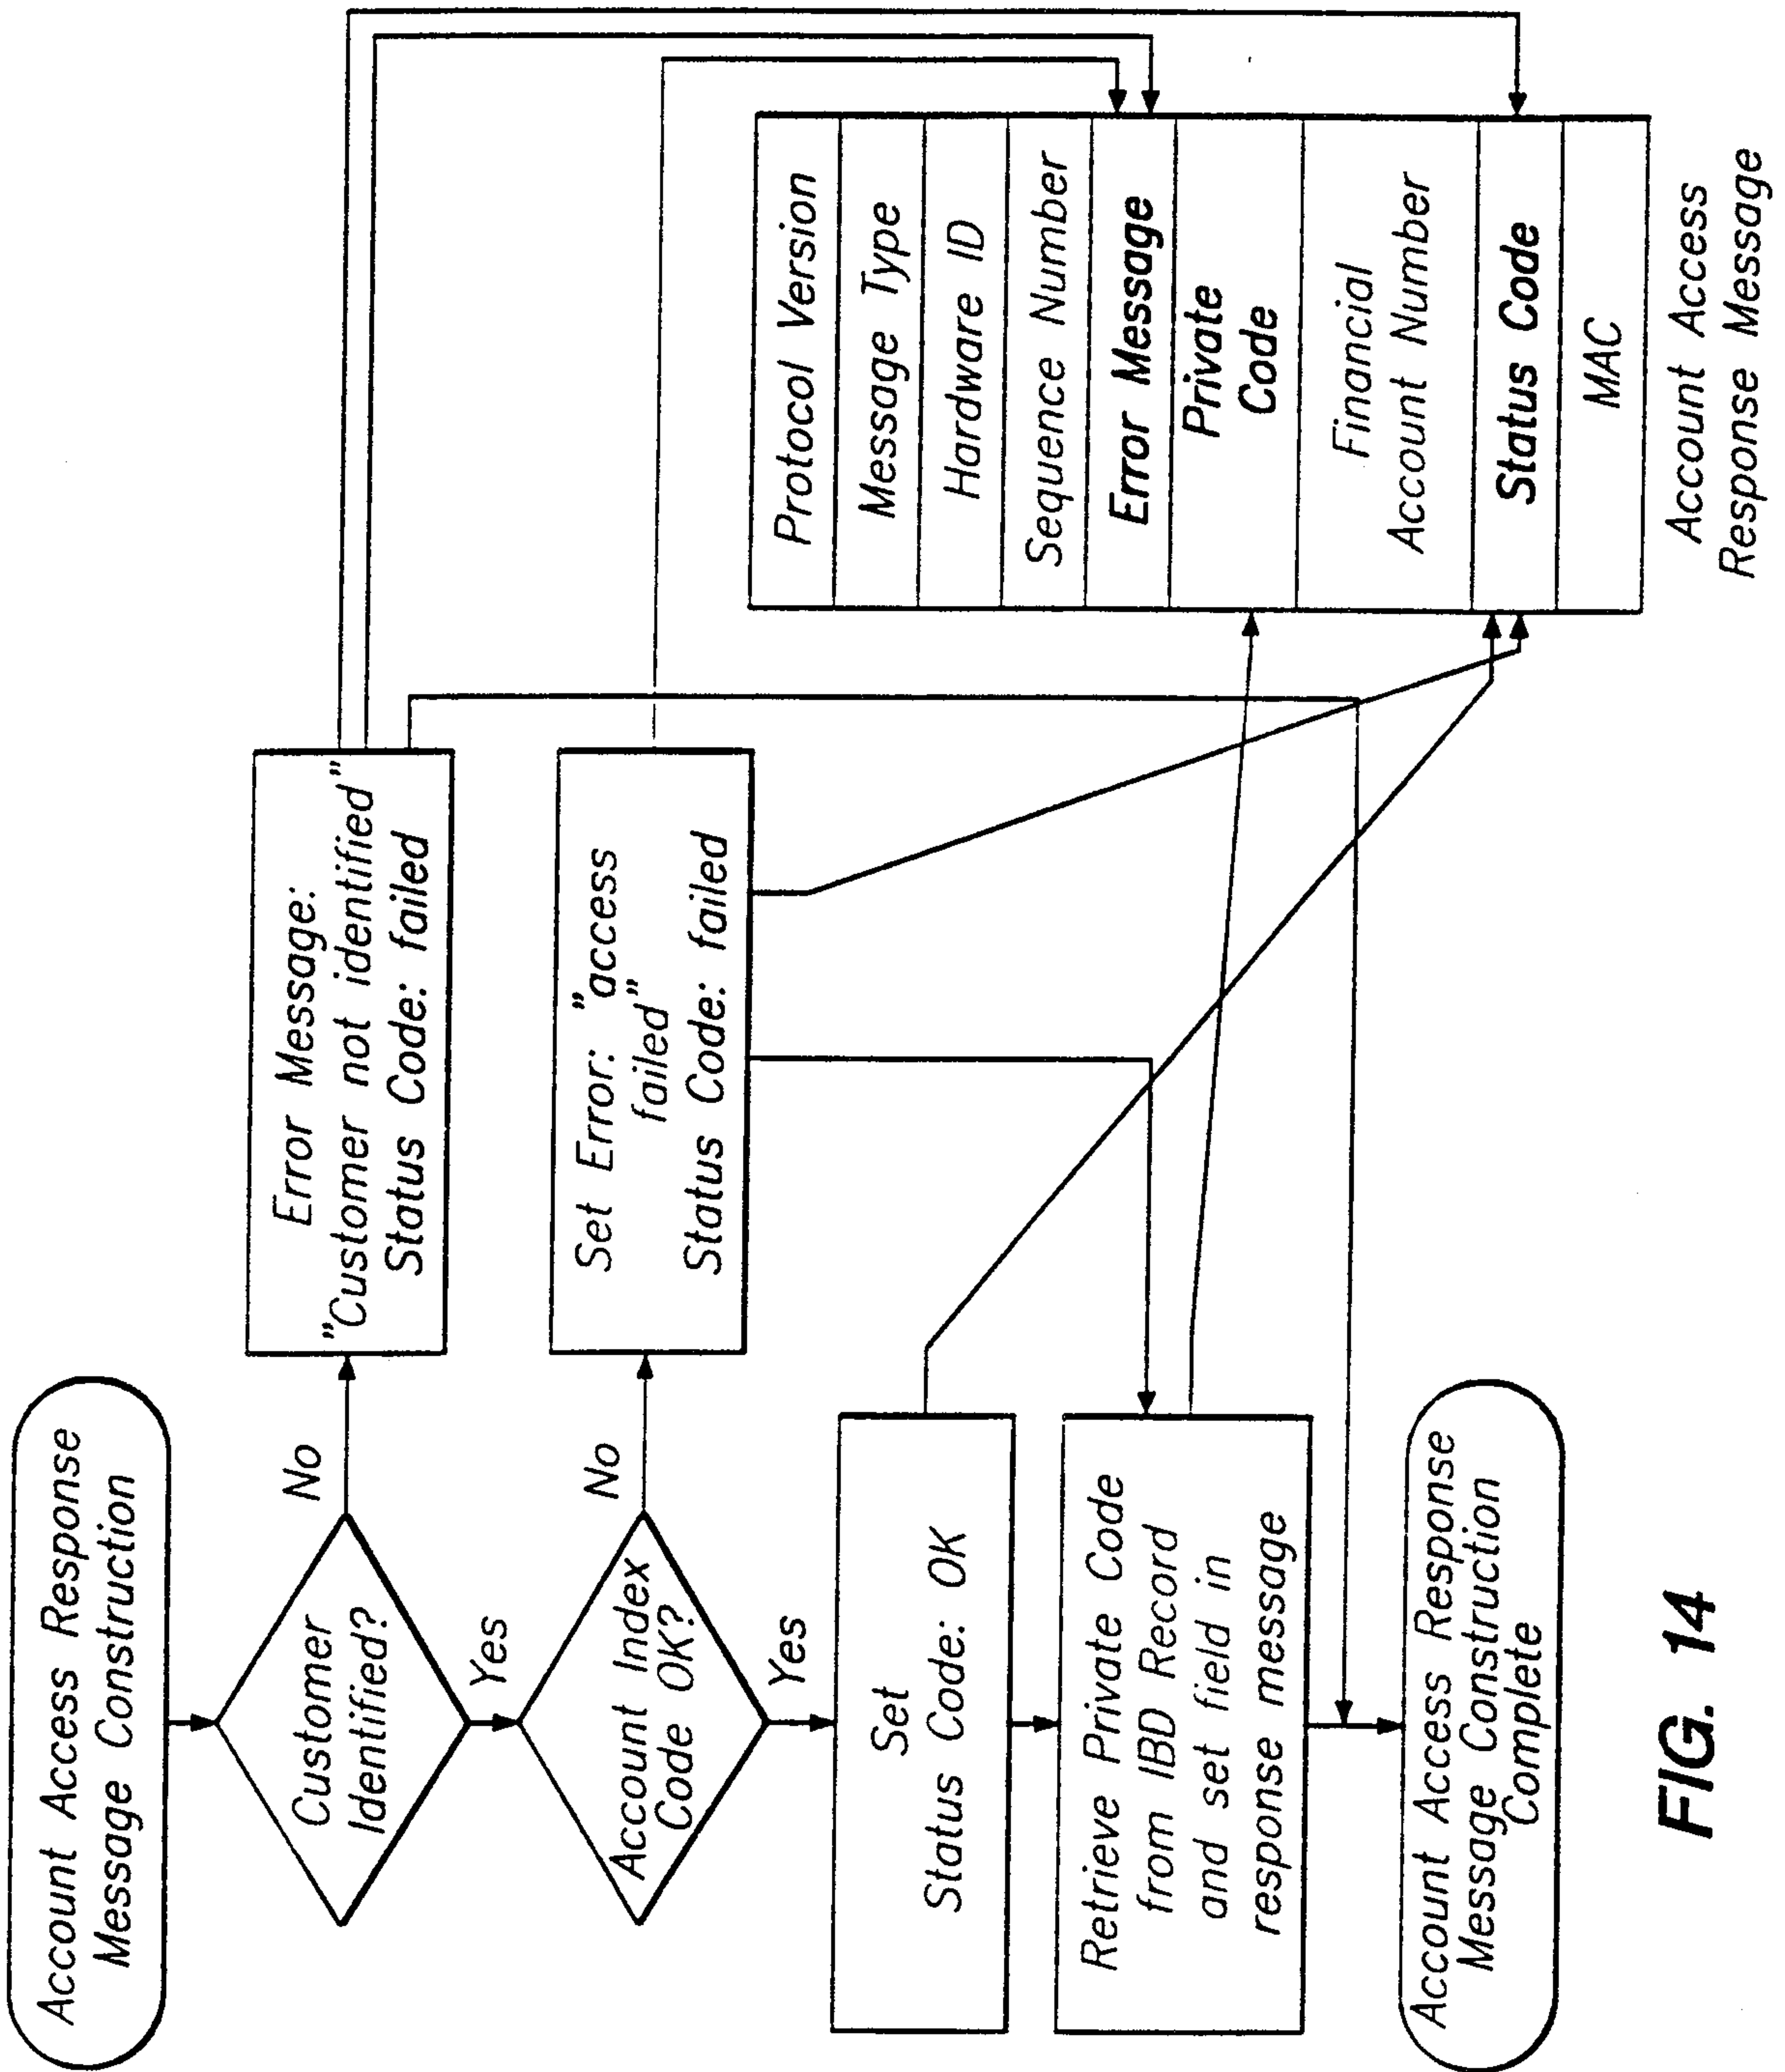 Account Access Response
Message Construction
Customer
Identified?
No
Error Message:
"Customer not identified"
Status Code: failed
Yes
Account Index
Code OK?
No
Set Error: "access
failed"
Status Code: failed
Yes
Set
Status Code: OK
Retrieve Private Code
from IBD Record
and set field in
response message
Account Access Response
Message Construction
Complete
Protocol Version
Message Type
Hardware ID
Sequence Number
Error Message
Private
Code
Financial
Account Number
Status Code
MAC
Account Access
Response Message
FIG. 14